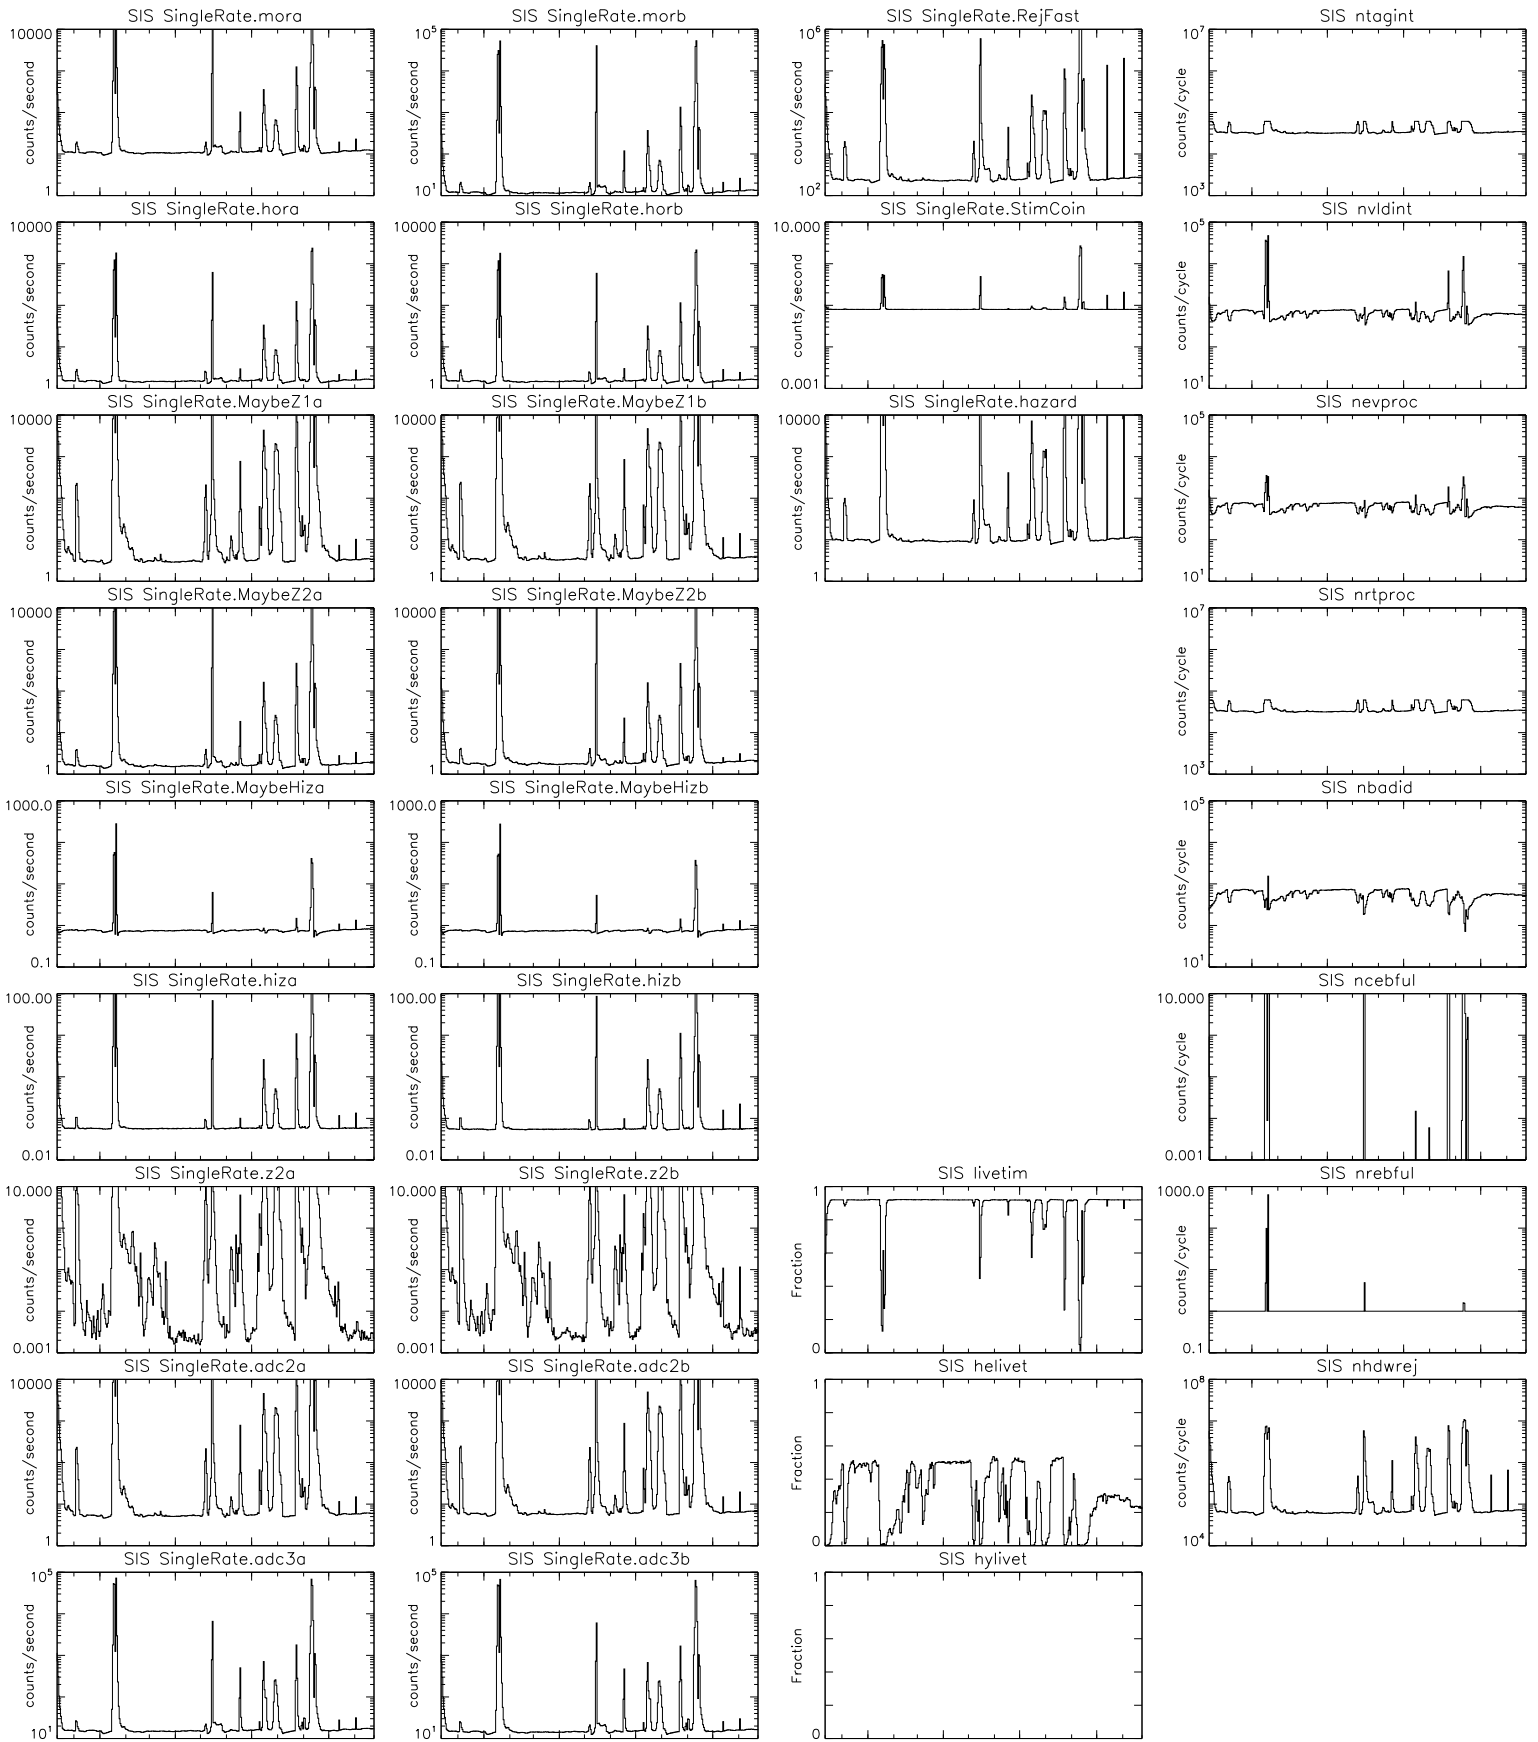 SIS SingleRate.mora
10000
counts/second
1
SIS SingleRate.morb
10^5
counts/second
10^1
SIS SingleRate.RejFast
10^6
counts/second
10^2
SIS ntagint
10^7
counts/cycle
10^3
SIS SingleRate.hora
10000
counts/second
1
SIS SingleRate.horb
10000
counts/second
1
SIS SingleRate.StimCoin
10.000
counts/second
0.001
SIS nvldint
10^5
counts/cycle
10^1
SIS SingleRate.MaybeZ1a
10000
counts/second
1
SIS SingleRate.MaybeZ1b
10000
counts/second
1
SIS SingleRate.hazard
10000
counts/second
1
SIS nevproc
10^5
counts/cycle
10^1
SIS SingleRate.MaybeZ2a
10000
counts/second
1
SIS SingleRate.MaybeZ2b
10000
counts/second
1
SIS nrtproc
10^7
counts/cycle
10^3
SIS SingleRate.MaybeHiza
1000.0
counts/second
0.1
SIS SingleRate.MaybeHizb
1000.0
counts/second
0.1
SIS nbadid
10^5
counts/cycle
10^1
SIS SingleRate.hiza
100.00
counts/second
0.01
SIS SingleRate.hizb
100.00
counts/second
0.01
SIS ncebful
10.000
counts/cycle
0.001
SIS SingleRate.z2a
10.000
counts/second
0.001
SIS SingleRate.z2b
10.000
counts/second
0.001
SIS livetim
1
Fraction
0
SIS nrebful
1000.0
counts/cycle
0.1
SIS SingleRate.adc2a
10000
counts/second
1
SIS SingleRate.adc2b
10000
counts/second
1
SIS helivet
1
Fraction
0
SIS nhdwrej
10^8
counts/cycle
10^4
SIS SingleRate.adc3a
10^5
counts/second
10^1
SIS SingleRate.adc3b
10^5
counts/second
10^1
SIS hylivet
1
Fraction
0